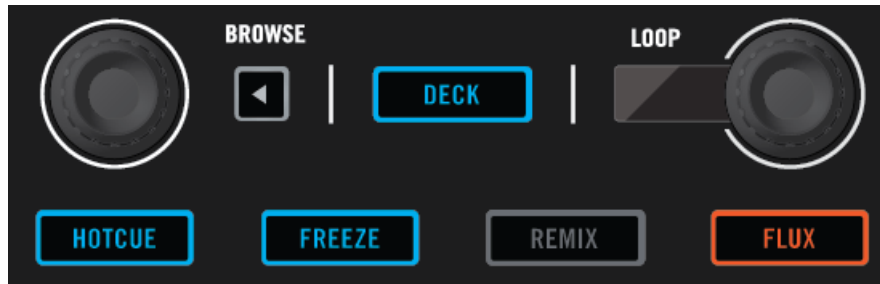 BROWSE
LOOP
DECK
HOTCUE
FREEZE
REMIX
FLUX